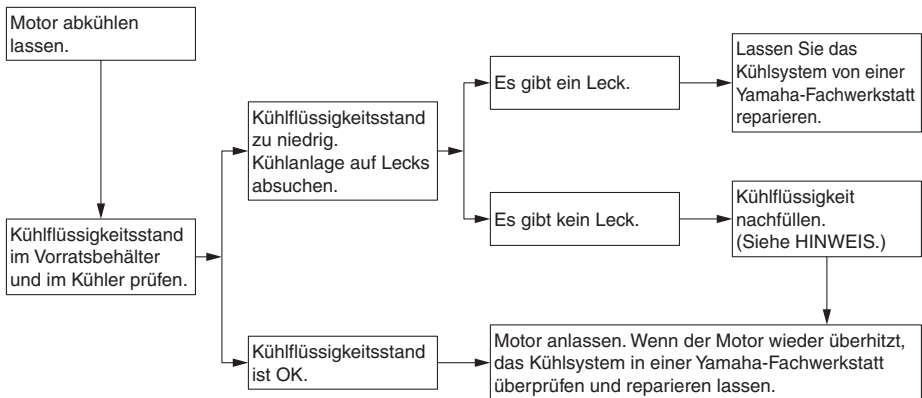 Motor abkühlen
lassen.
Kühlflüssigkeitsstand
im Vorratsbehälter
und im Kühler prüfen.
Kühlflüssigkeitsstand
zu niedrig.
Kühlanlage auf Lecks
absuchen.
Es gibt ein Leck.
Lassen Sie das
Kühlsystem von einer
Yamaha-Fachwerkstatt
reparieren.
Es gibt kein Leck.
Kühlflüssigkeit
nachfüllen.
(Siehe HINWEIS.)
Kühlflüssigkeitsstand
ist OK.
Motor anlassen. Wenn der Motor wieder überhitzt,
das Kühlsystem in einer Yamaha-Fachwerkstatt
überprüfen und reparieren lassen.